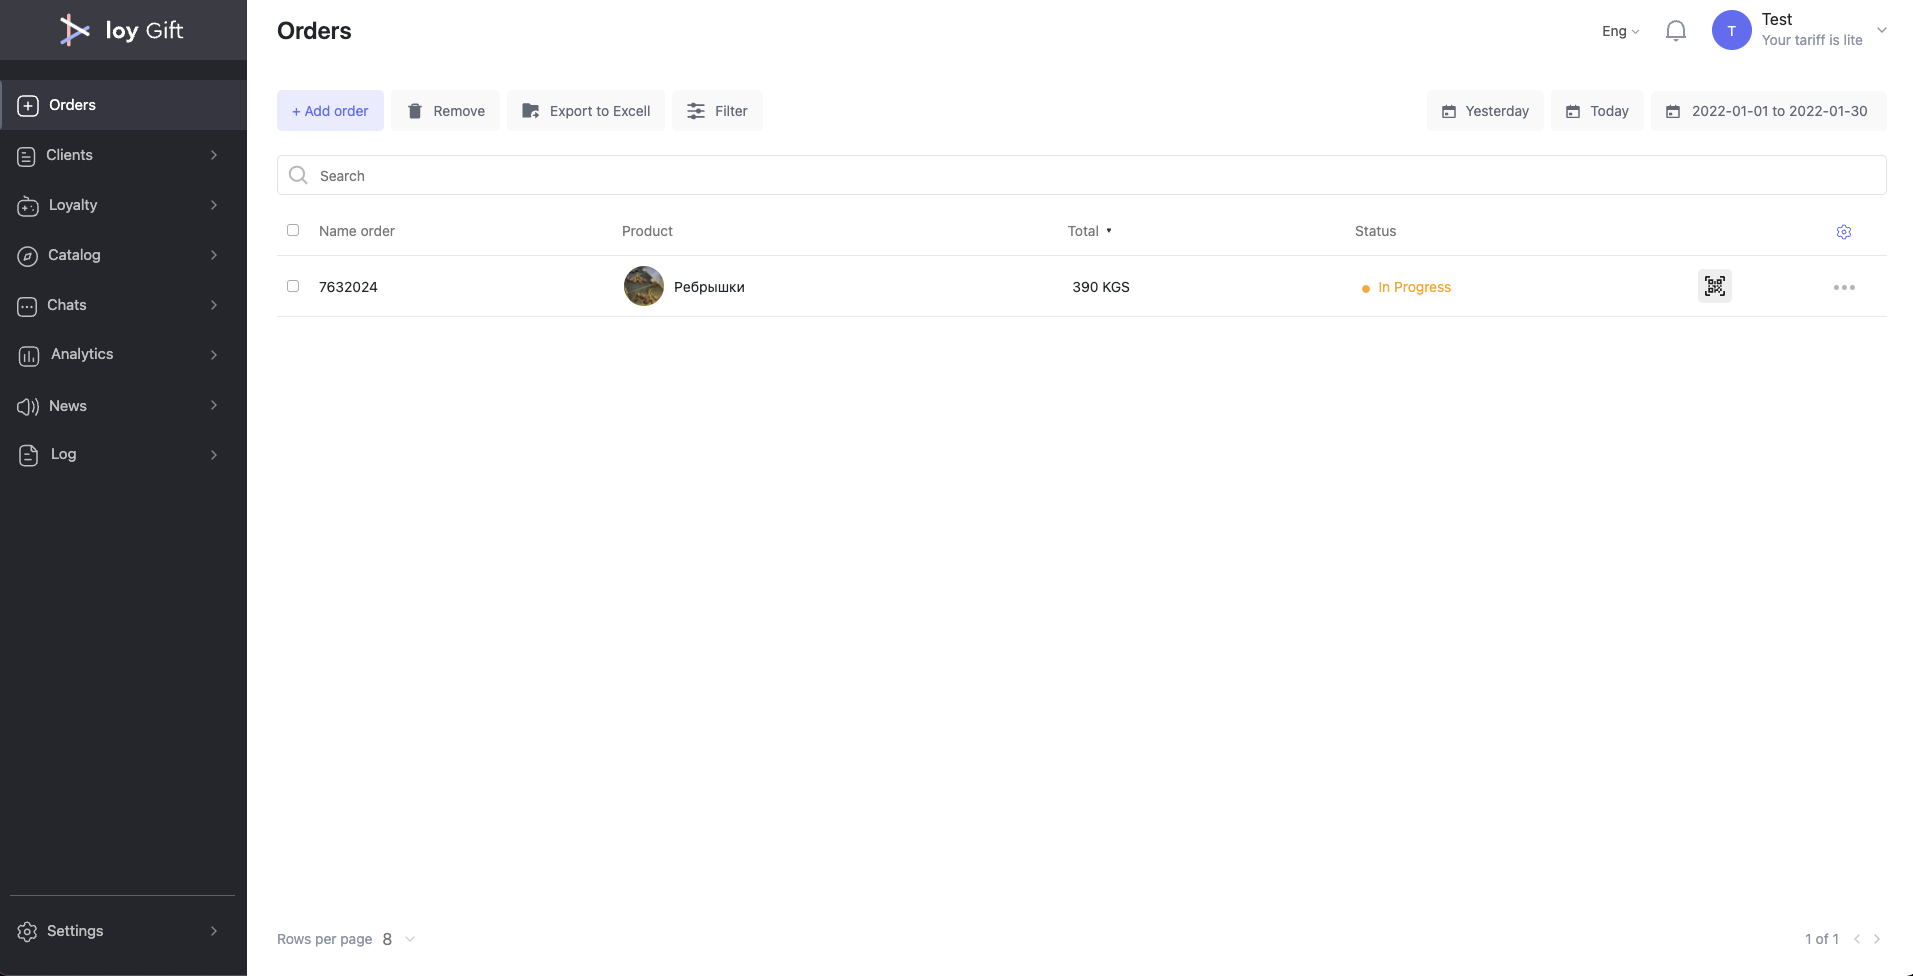 loy Gift
Orders
Eng
T
Test
Your tariff is lite
Orders
Clients
Loyalty
Catalog
Chats
Analytics
News
Log
Settings
+ Add order
Remove
Export to Excell
Filter
Yesterday
Today
2022-01-01 to 2022-01-30
Search
Name order Product Total Status
7632024 Ребрышки 390 KGS In Progress
Rows per page 8
1 of 1